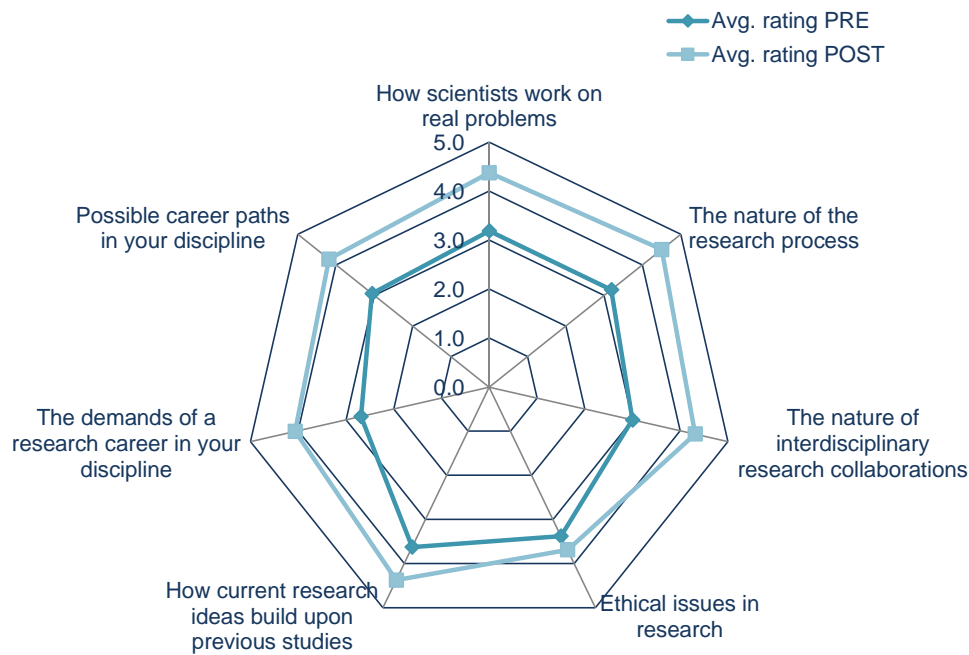 Avg. rating PRE
Avg. rating POST
How scientists work on
real problems
5.0
4.0
3.0
2.0
1.0
0.0
Possible career paths
in your discipline
The nature of the
research process
The demands of a
research career in your
discipline
The nature of
interdisciplinary
research collaborations
How current research
ideas build upon
previous studies
Ethical issues in
research